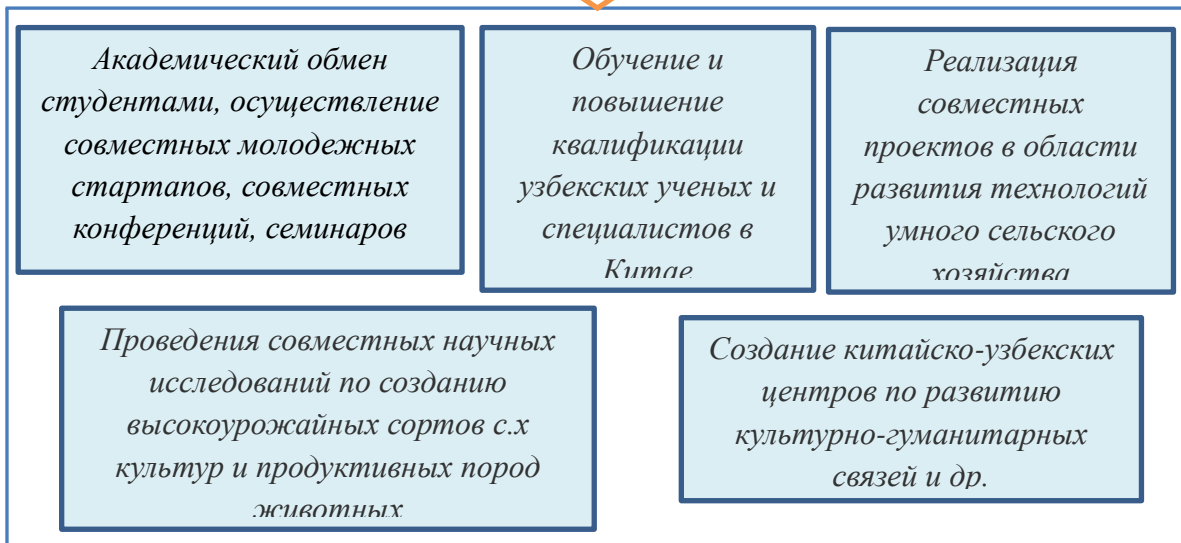 Академический обмен
студентами, осуществление
совместных молодежных
стартапов, совместных
конференций, семинаров
Обучение и
повышение
квалификации
узбекских ученых и
специалистов в
Китае
Реализация
совместных
проектов в области
развития технологий
умного сельского
хозяйства
Проведения совместных научных
исследований по созданию
высокоурожайных сортов с.х
культур и продуктивных пород
животных
Создание китайско-узбекских
центров по развитию
культурно-гуманитарных
связей и др.